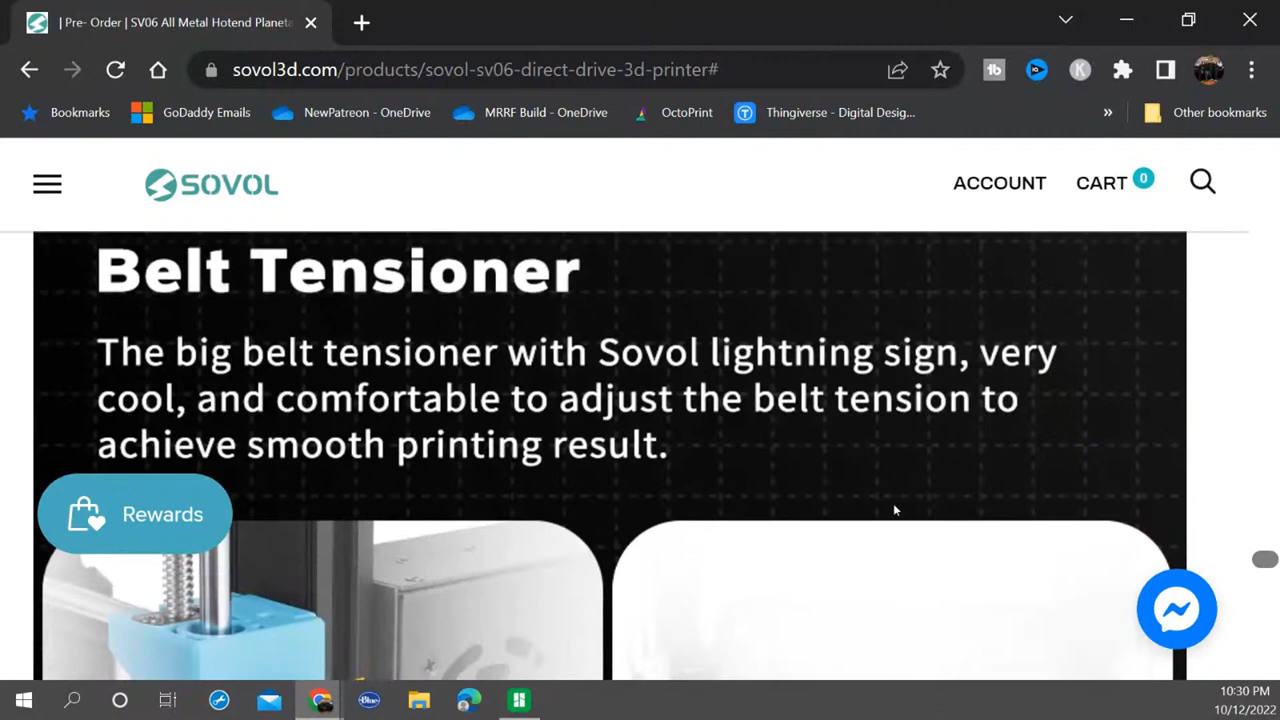 | Pre- Order | SV06 All Metal Hotend Planeta
sovol3d.com/products/sovol-sv06-direct-drive-3d-printer#
Bookmarks
GoDaddy Emails
NewPatreon - OneDrive
MRRF Build - OneDrive
OctoPrint
Thingiverse - Digital Desig...
»
Other bookmarks
SOVOL
ACCOUNT
CART 0
Belt Tensioner
The big belt tensioner with Sovol lightning sign, very
cool, and comfortable to adjust the belt tension to
achieve smooth printing result.
Rewards
10:30 PM
10/12/2022